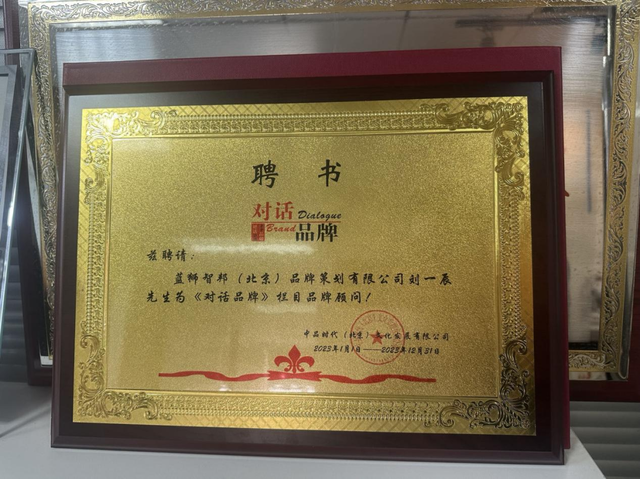 聘 书
对话 Dialogue
Brand 品牌
兹聘请：
蓝狮智邦（北京）品牌策划有限公司刘一辰
先生为《对话品牌》栏目品牌顾问！
中品时代（北京）文化发展有限公司
2023年1月1日——2023年12月31日